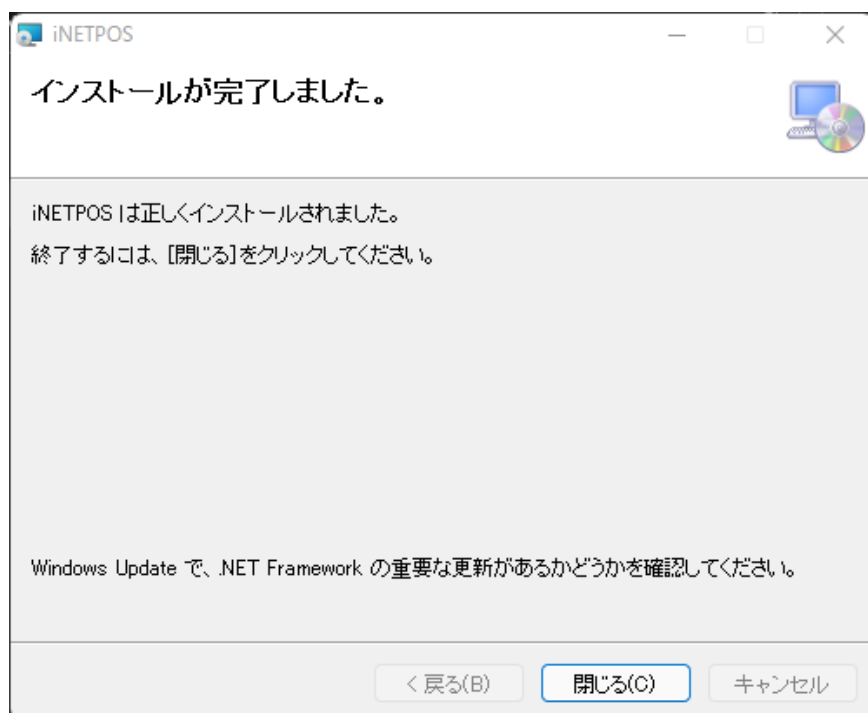 iNETPOS
インストールが完了しました。
iNETPOS は正しくインストールされました。
終了するには、[閉じる]をクリックしてください。
Windows Update で、.NET Framework の重要な更新があるかどうかを確認してください。
< 戻る(B)
閉じる(C)
キャンセル